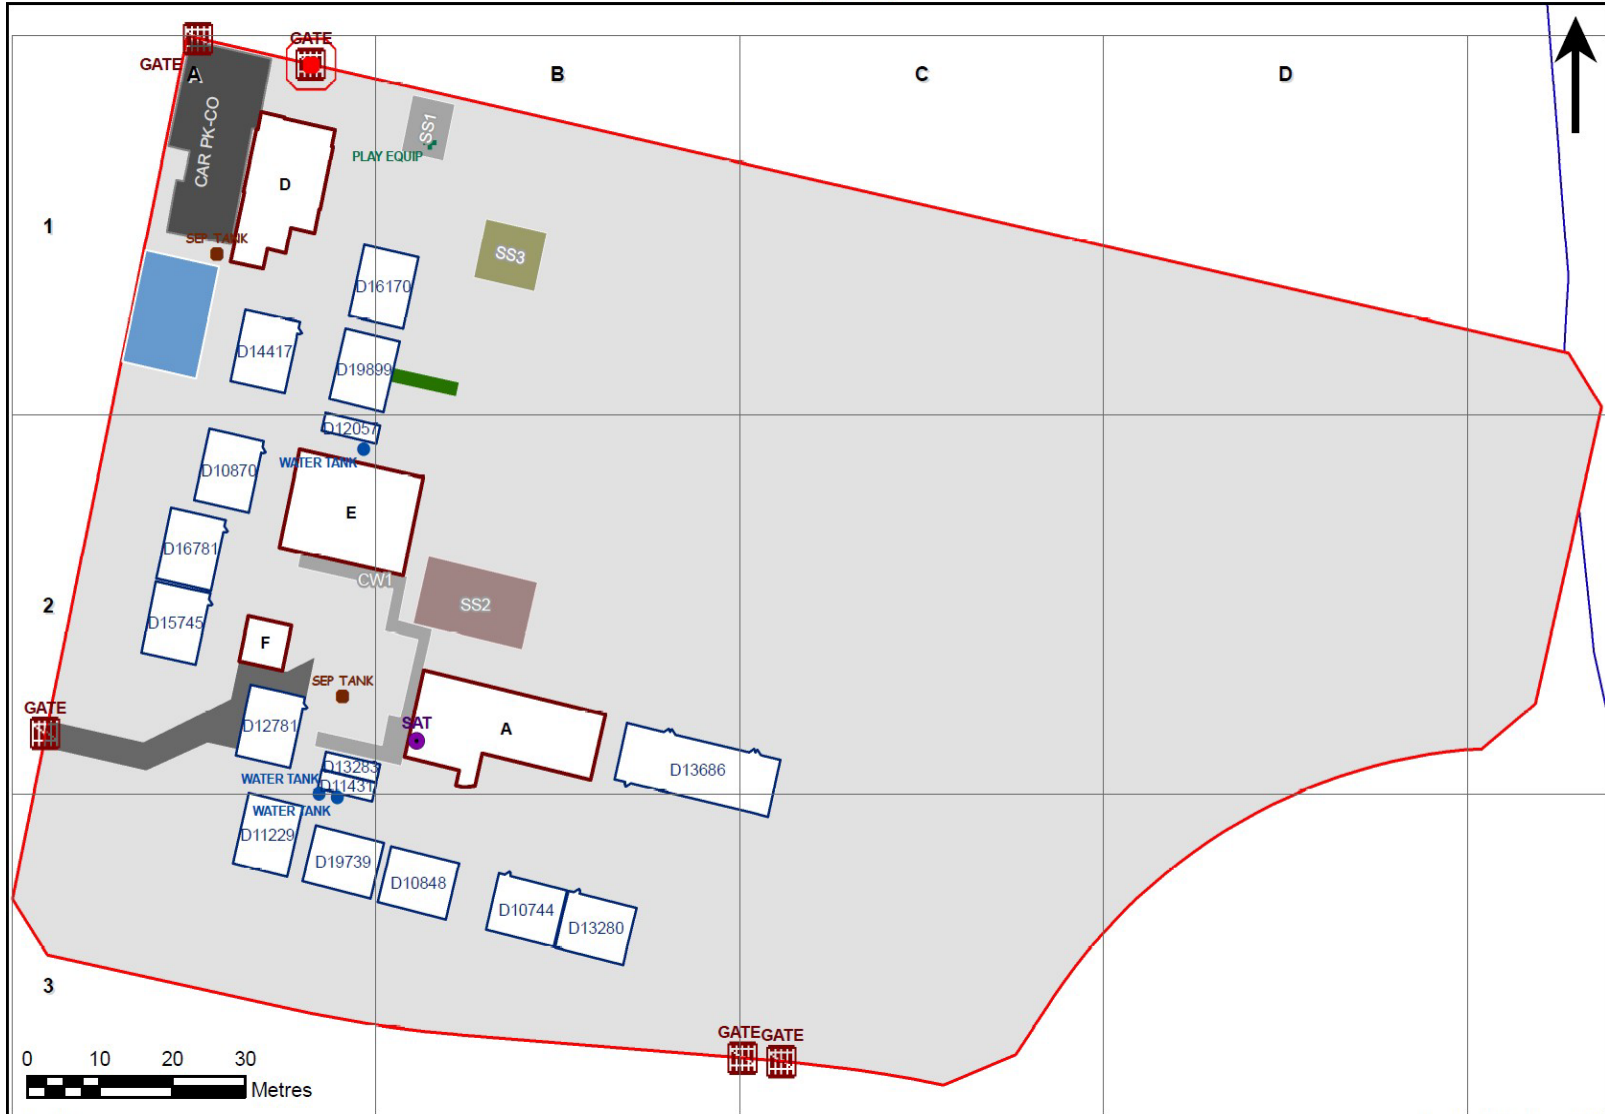 GATE
GATE
A
B
C
D
CAR PK-CO
SS1
PLAY EQUIP
D
1
SEP TANK
SS3
D16170
D14417
D19899
D12057
WATER TANK
D10870
E
D16781
CW1
SS2
2
D15745
F
SEP TANK
GATE
D12781
SAT
A
D13283
D13686
WATER TANK
D11431
WATER TANK
D11229
D19739
D10848
D10744
D13280
3
GATE
GATE
0 10 20 30
Metres